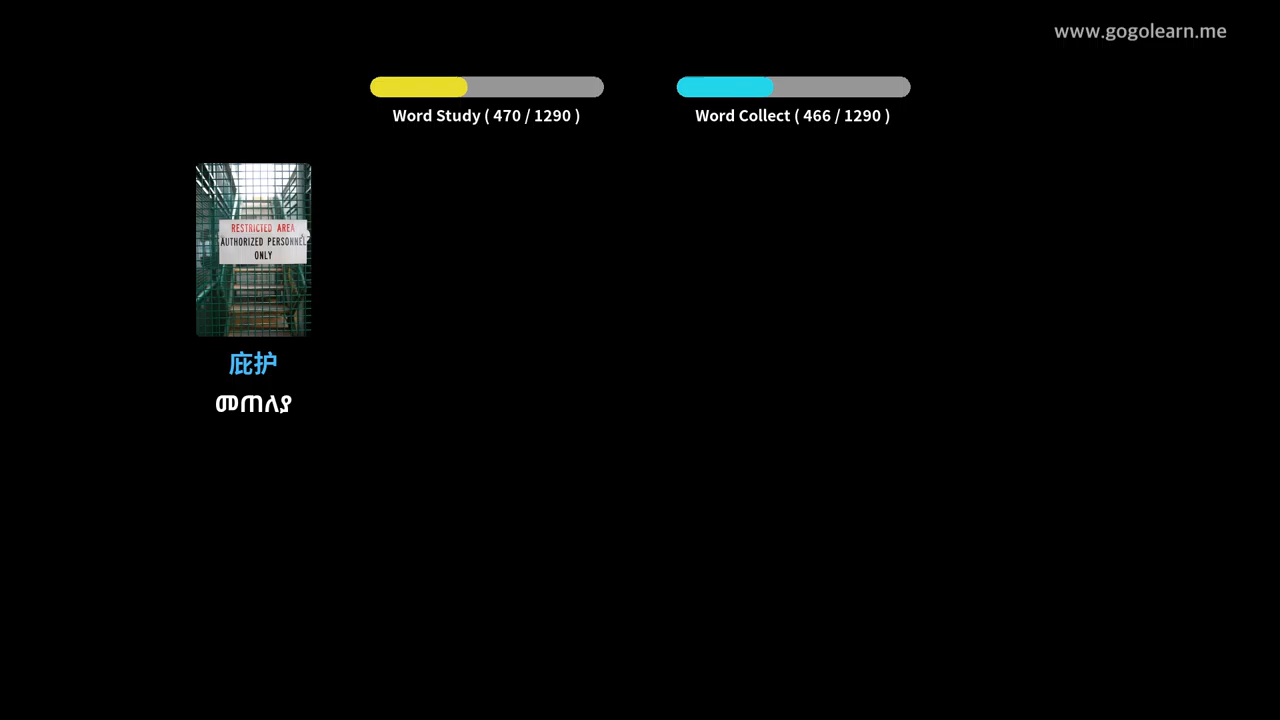 www.gogolearn.me
Word Study ( 470 / 1290 )
Word Collect ( 466 / 1290 )
RESTRICTED AREA
AUTHORIZED PERSONNEL
ONLY
庇护
መጠለያ